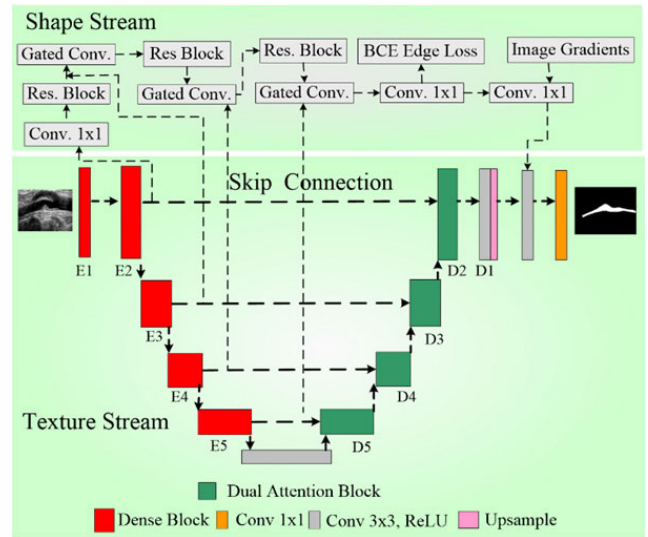 Shape Stream
Gated Conv.
Res Block
Res. Block
BCE Edge Loss
Image Gradients
Res. Block
Gated Conv.
Gated Conv.
Conv. 1x1
Conv. 1x1
Conv. 1x1
Skip Connection
E1
E2
D2
D1
E3
D3
E4
D4
Texture Stream
E5
D5
Dual Attention Block
Dense Block
Conv 1x1
Conv 3x3, ReLU
Upsample